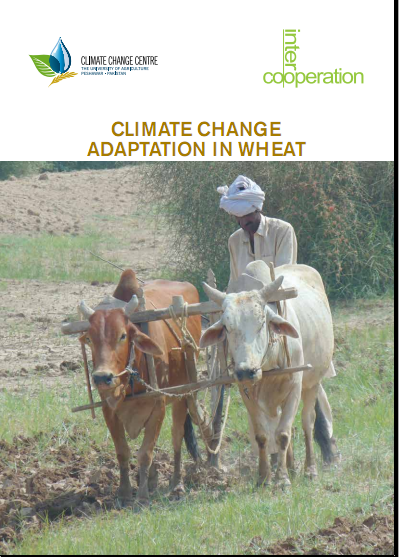 CLIMATE CHANGE CENTRE
THE UNIVERSITY OF AGRICULTURE
PESHAWAR - PAKISTAN
inter
cooperation
CLIMATE CHANGE
ADAPTATION IN WHEAT